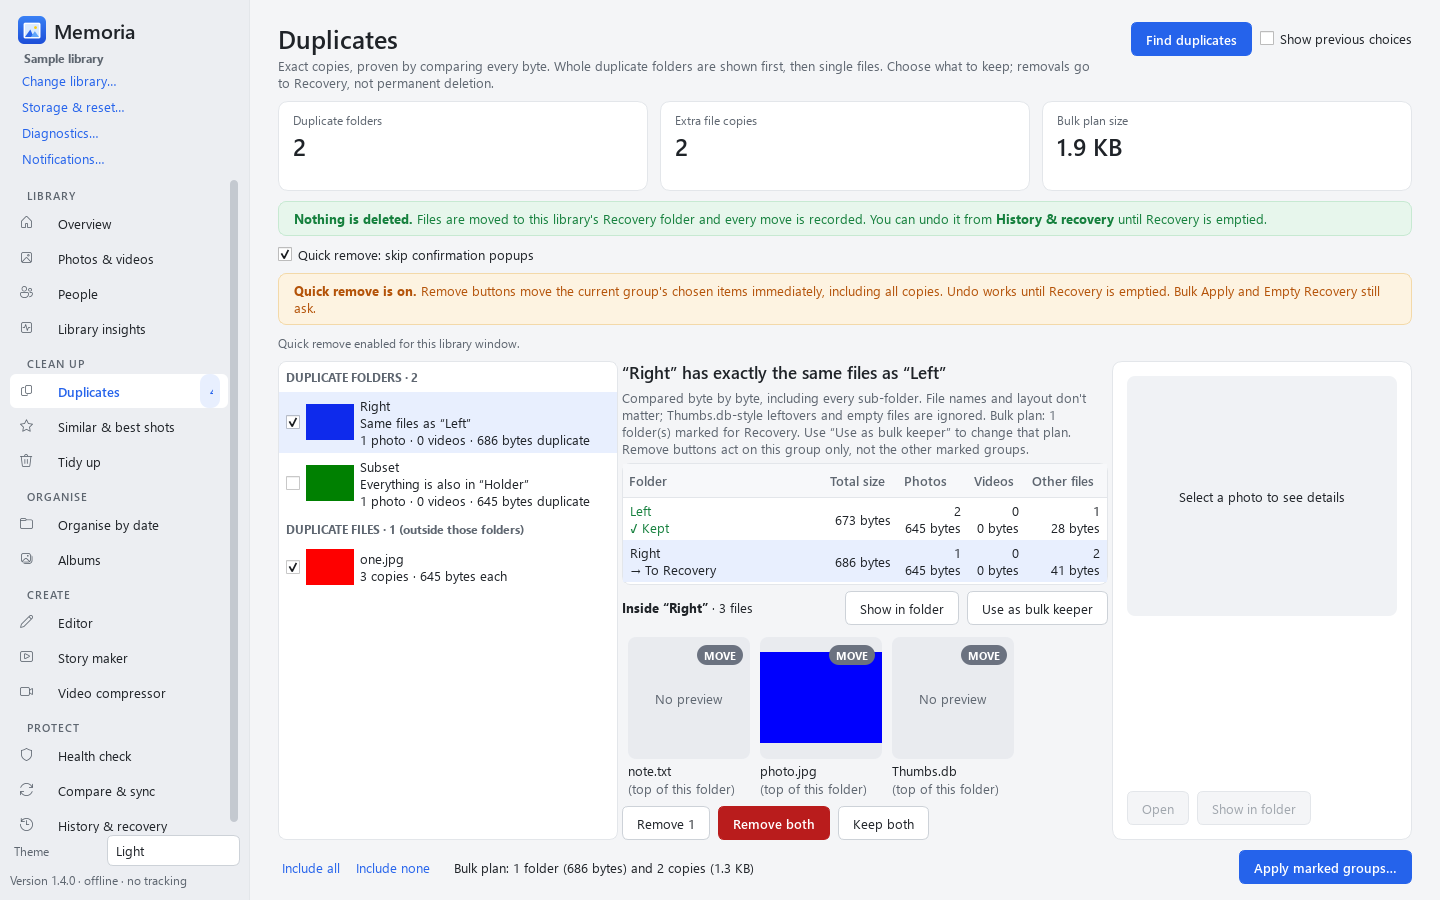 Memoria
Sample library
Change library...
Storage & reset...
Diagnostics...
Notifications...
LIBRARY
Overview
Photos & videos
People
Library insights
CLEAN UP
Duplicates
Similar & best shots
Tidy up
ORGANISE
Organise by date
Albums
CREATE
Editor
Story maker
Video compressor
PROTECT
Health check
Compare & sync
History & recovery
Theme
Light
Version 1.4.0 · offline · no tracking
Duplicates
Exact copies, proven by comparing every byte. Whole duplicate folders are shown first, then single files. Choose what to keep; removals go
to Recovery, not permanent deletion.
Find duplicates
Show previous choices
Duplicate folders
2
Extra file copies
2
Bulk plan size
1.9 KB
Nothing is deleted. Files are moved to this library's Recovery folder and every move is recorded. You can undo it from History & recovery until Recovery is emptied.
Quick remove: skip confirmation popups
Quick remove is on. Remove buttons move the current group's chosen items immediately, including all copies. Undo works until Recovery is emptied. Bulk Apply and Empty Recovery still
ask.
Quick remove enabled for this library window.
DUPLICATE FOLDERS · 2
Right
Same files as “Left”
1 photo · 0 videos · 686 bytes duplicate
Subset
Everything is also in “Holder”
1 photo · 0 videos · 645 bytes duplicate
DUPLICATE FILES · 1 (outside those folders)
one.jpg
3 copies · 645 bytes each
“Right” has exactly the same files as “Left”
Compared byte by byte, including every sub-folder. File names and layout don't
matter; Thumbs.db-style leftovers and empty files are ignored. Bulk plan: 1
folder(s) marked for Recovery. Use “Use as bulk keeper” to change that plan.
Remove buttons act on this group only, not the other marked groups.
Folder Total size Photos Videos Other files
Left 2 0 1
✓ Kept 673 bytes 645 bytes 0 bytes 28 bytes
Right 1 0 2
→ To Recovery 686 bytes 645 bytes 0 bytes 41 bytes
Inside “Right” · 3 files
Show in folder
Use as bulk keeper
MOVE
No preview
note.txt
(top of this folder)
MOVE
photo.jpg
(top of this folder)
MOVE
No preview
Thumbs.db
(top of this folder)
Remove 1
Remove both
Keep both
Select a photo to see details
Open
Show in folder
Include all
Include none
Bulk plan: 1 folder (686 bytes) and 2 copies (1.3 KB)
Apply marked groups...